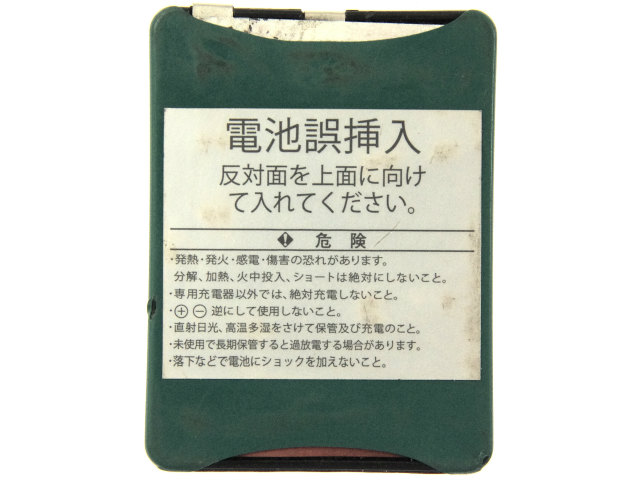 電池誤挿入
反対面を上面に向け
て入れてください。
危 険
・発熱・発火・感電・傷害の恐れがあります。
分解、加熱、火中投入、ショートは絶対にしないこと。
・専用充電器以外では、絶対充電しないこと。
・⊕⊖逆にして使用しないこと。
・直射日光、高温多湿をさけて保管及び充電のこと。
・未使用で長期保管すると過放電する場合があります。
・落下などで電池にショックを加えないこと。